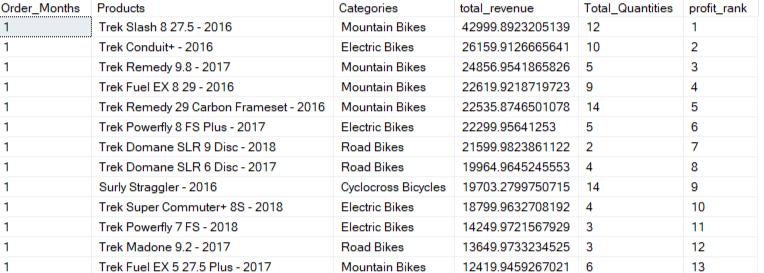 Order_Months Products Categories total_revenue Total_Quantities profit_rank
1 Trek Slash 8 27.5 - 2016 Mountain Bikes 42999.8923205139 12 1
1 Trek Conduit+ - 2016 Electric Bikes 26159.9126665641 10 2
1 Trek Remedy 9.8 - 2017 Mountain Bikes 24856.9541865826 5 3
1 Trek Fuel EX 8 29 - 2016 Mountain Bikes 22619.9218719723 9 4
1 Trek Remedy 29 Carbon Frameset - 2016 Mountain Bikes 22535.8746501078 14 5
1 Trek Powerfly 8 FS Plus - 2017 Electric Bikes 22299.95641253 5 6
1 Trek Domane SLR 9 Disc - 2018 Road Bikes 21599.9823861122 2 7
1 Trek Domane SLR 6 Disc - 2017 Road Bikes 19964.9645245553 4 8
1 Surly Straggler - 2016 Cyclocross Bicycles 19703.2799750715 14 9
1 Trek Super Commuter+ 8S - 2018 Electric Bikes 18799.9632708192 4 10
1 Trek Powerfly 7 FS - 2018 Electric Bikes 14249.9721567929 3 11
1 Trek Madone 9.2 - 2017 Road Bikes 13649.9733234525 3 12
1 Trek Fuel EX 5 27.5 Plus - 2017 Mountain Bikes 12419.9459267021 6 13